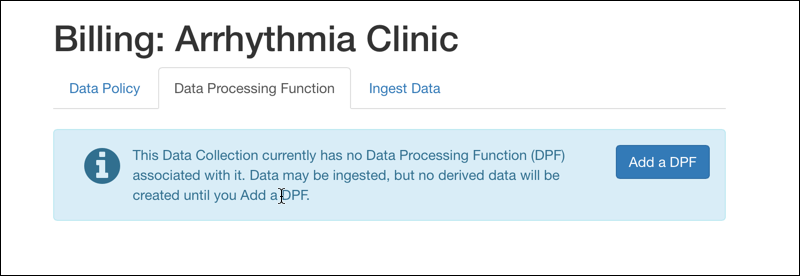 Billing: Arrhythmia Clinic
Data Policy Data Processing Function Ingest Data
This Data Collection currently has no Data Processing Function (DPF)
associated with it. Data may be ingested, but no derived data will be
created until you Add a DPF.
Add a DPF